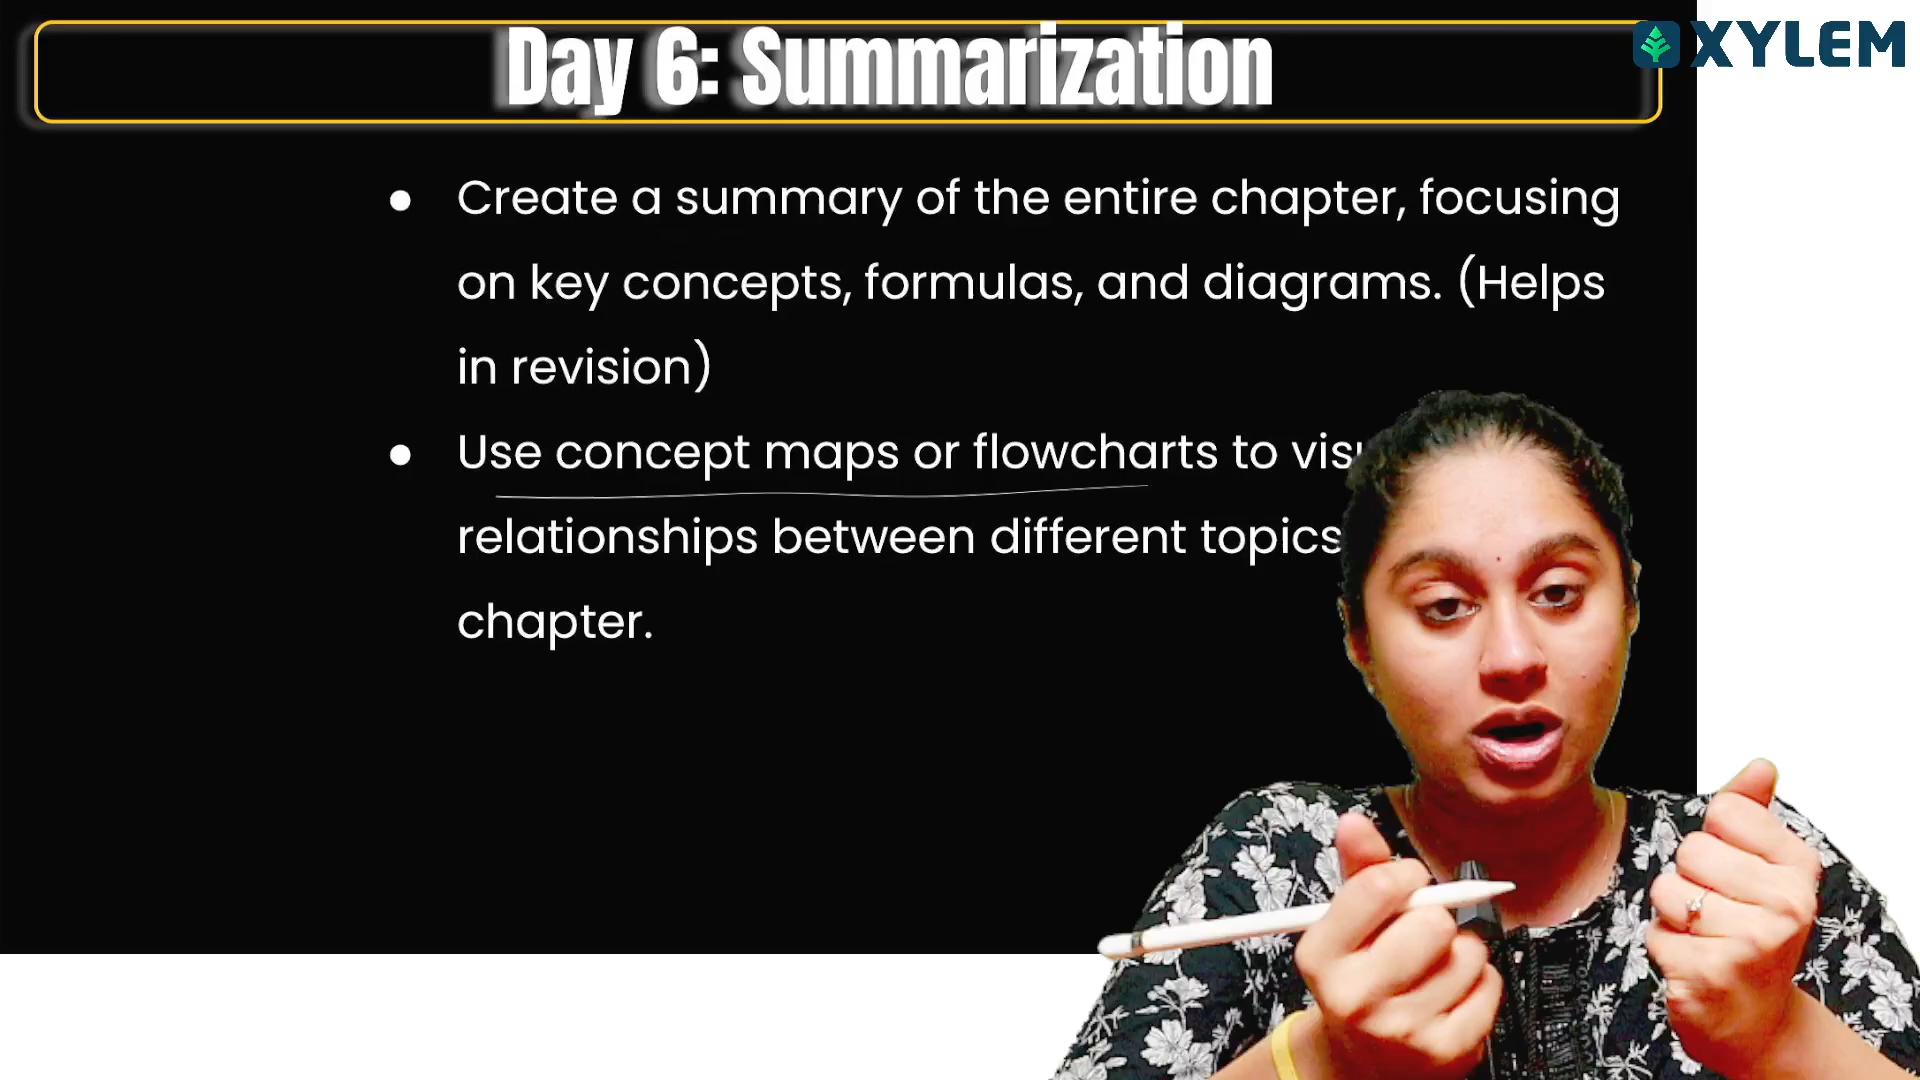 Day 6: Summarization
XYLEM
● Create a summary of the entire chapter, focusing
on key concepts, formulas, and diagrams. (Helps
in revision)
● Use concept maps or flowcharts to
relationships between different topics
chapter.